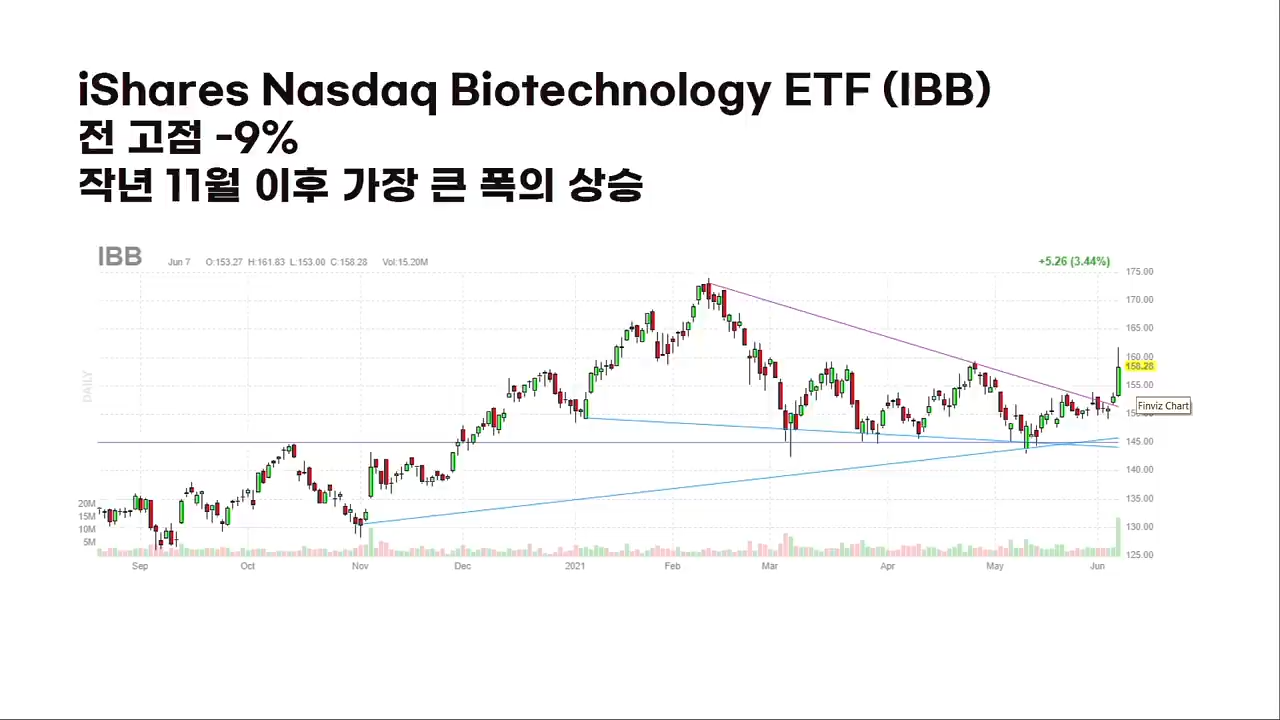 iShares Nasdaq Biotechnology ETF (IBB)
전 고점 -9%
작년 11월 이후 가장 큰 폭의 상승
IBB Jun 7 O:153.27 H:161.83 L:153.00 C:158.28 Vol:15.20M +5.26 (3.44%)
175.00
170.00
165.00
160.00
158.28
155.00
Finviz Chart
145.00
140.00
135.00
130.00
125.00
DAILY
20M
15M
10M
5M
Sep Oct Nov Dec 2021 Feb Mar Apr May Jun